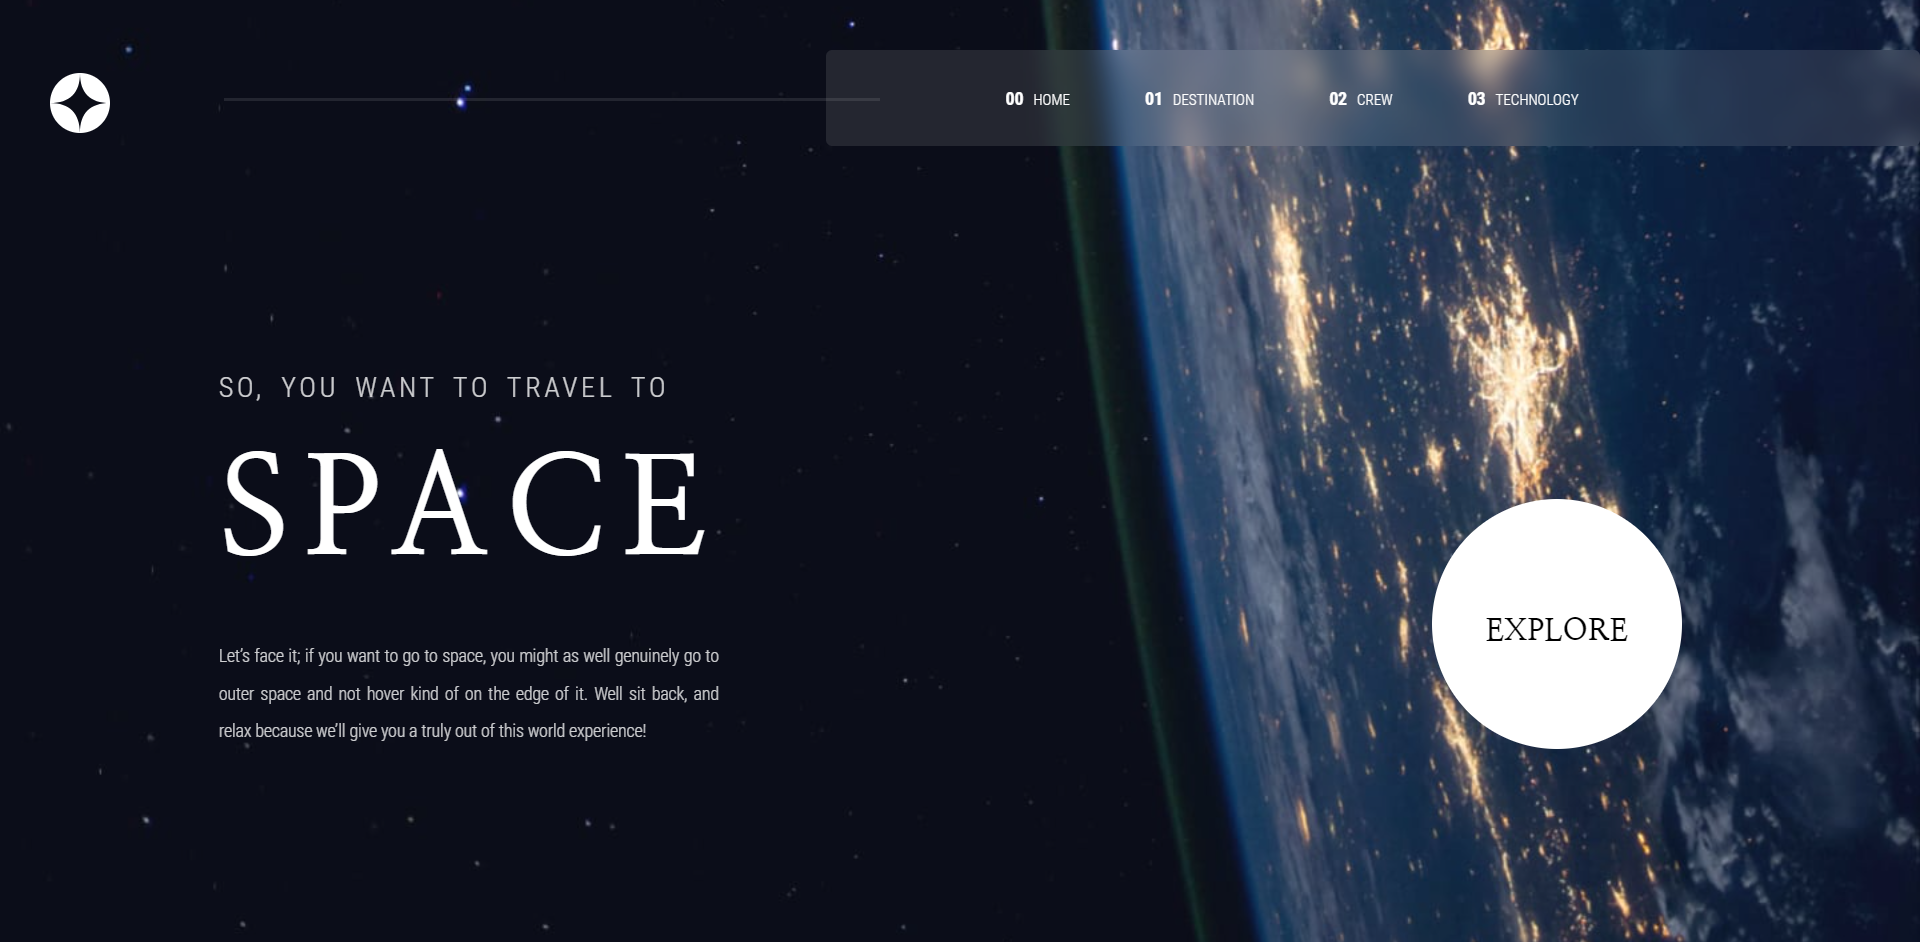 00 HOME 01 DESTINATION 02 CREW 03 TECHNOLOGY
SO, YOU WANT TO TRAVEL TO
SPACE
Let’s face it; if you want to go to space, you might as well genuinely go to
outer space and not hover kind of on the edge of it. Well sit back, and
relax because we’ll give you a truly out of this world experience!
EXPLORE